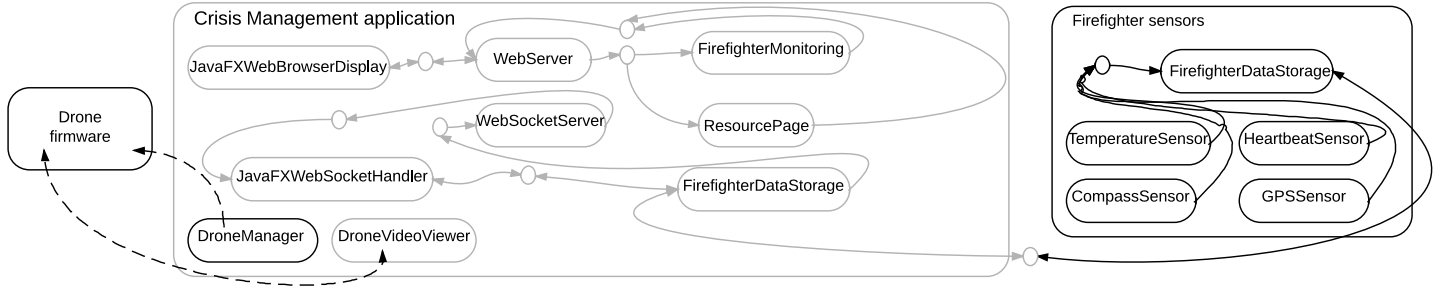 Crisis Management application
Firefighter sensors
JavaFXWebBrowserDisplay
WebServer
FirefighterMonitoring
FirefighterDataStorage
Drone
firmware
WebSocketServer
ResourcePage
TemperatureSensor
HeartbeatSensor
JavaFXWebSocketHandler
FirefighterDataStorage
CompassSensor
GPSSensor
DroneManager
DroneVideoViewer